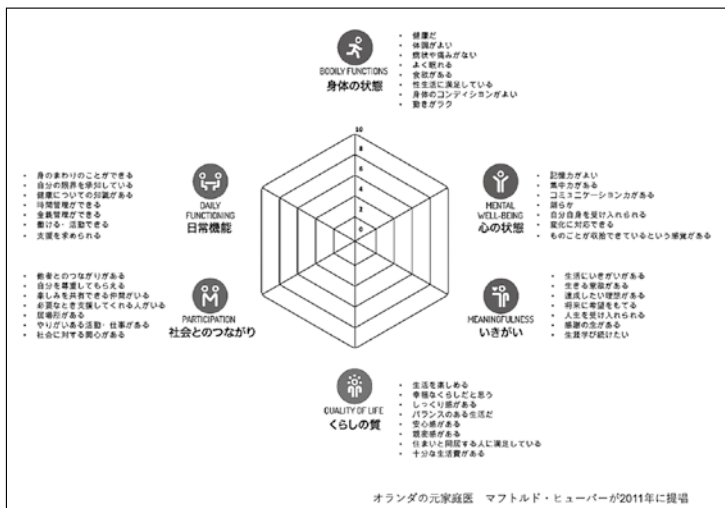 BODILY FUNCTIONS
身体の状態
• 健康だ
• 体調がよい
• 病状や痛みがない
• よく眠れる
• 食欲がある
• 性生活に満足している
• 身体のコンディションがよい
• 動きがラク
10
8
6
4
2
0
• 身のまわりのことができる
• 自分の限界を承知している
• 健康についての知識がある
• 時間管理ができる
• 金銭管理ができる
• 働ける・活動できる
• 支援を求められる
DAILY
FUNCTIONING
日常機能
MENTAL
WELL-BEING
心の状態
• 記憶力がよい
• 集中力がある
• コミュニケーション力がある
• 朗らか
• 自分自身を受け入れられる
• 変化に対応できる
• ものごとが収拾できているという感覚がある
• 他者とのつながりがある
• 自分を尊重してもらえる
• 楽しみを共有できる仲間がいる
• 必要なとき支援してくれる人がいる
• 居場所がある
• やりがいある活動・仕事がある
• 社会に対する関心がある
PARTICIPATION
社会とのつながり
MEANINGFULNESS
いきがい
• 生活にいきがいがある
• 生きる意欲がある
• 達成したい理想がある
• 将来に希望をもてる
• 人生を受け入れられる
• 感謝の念がある
• 生涯学び続けたい
QUALITY OF LIFE
くらしの質
• 生活を楽しめる
• 幸福なくらしだと思う
• しっくり感がある
• バランスのある生活だ
• 安心感がある
• 親密感がある
• 住まいと同居する人に満足している
• 十分な生活費がある
オランダの元家庭医　マフトルド・ヒューバーが2011年に提唱